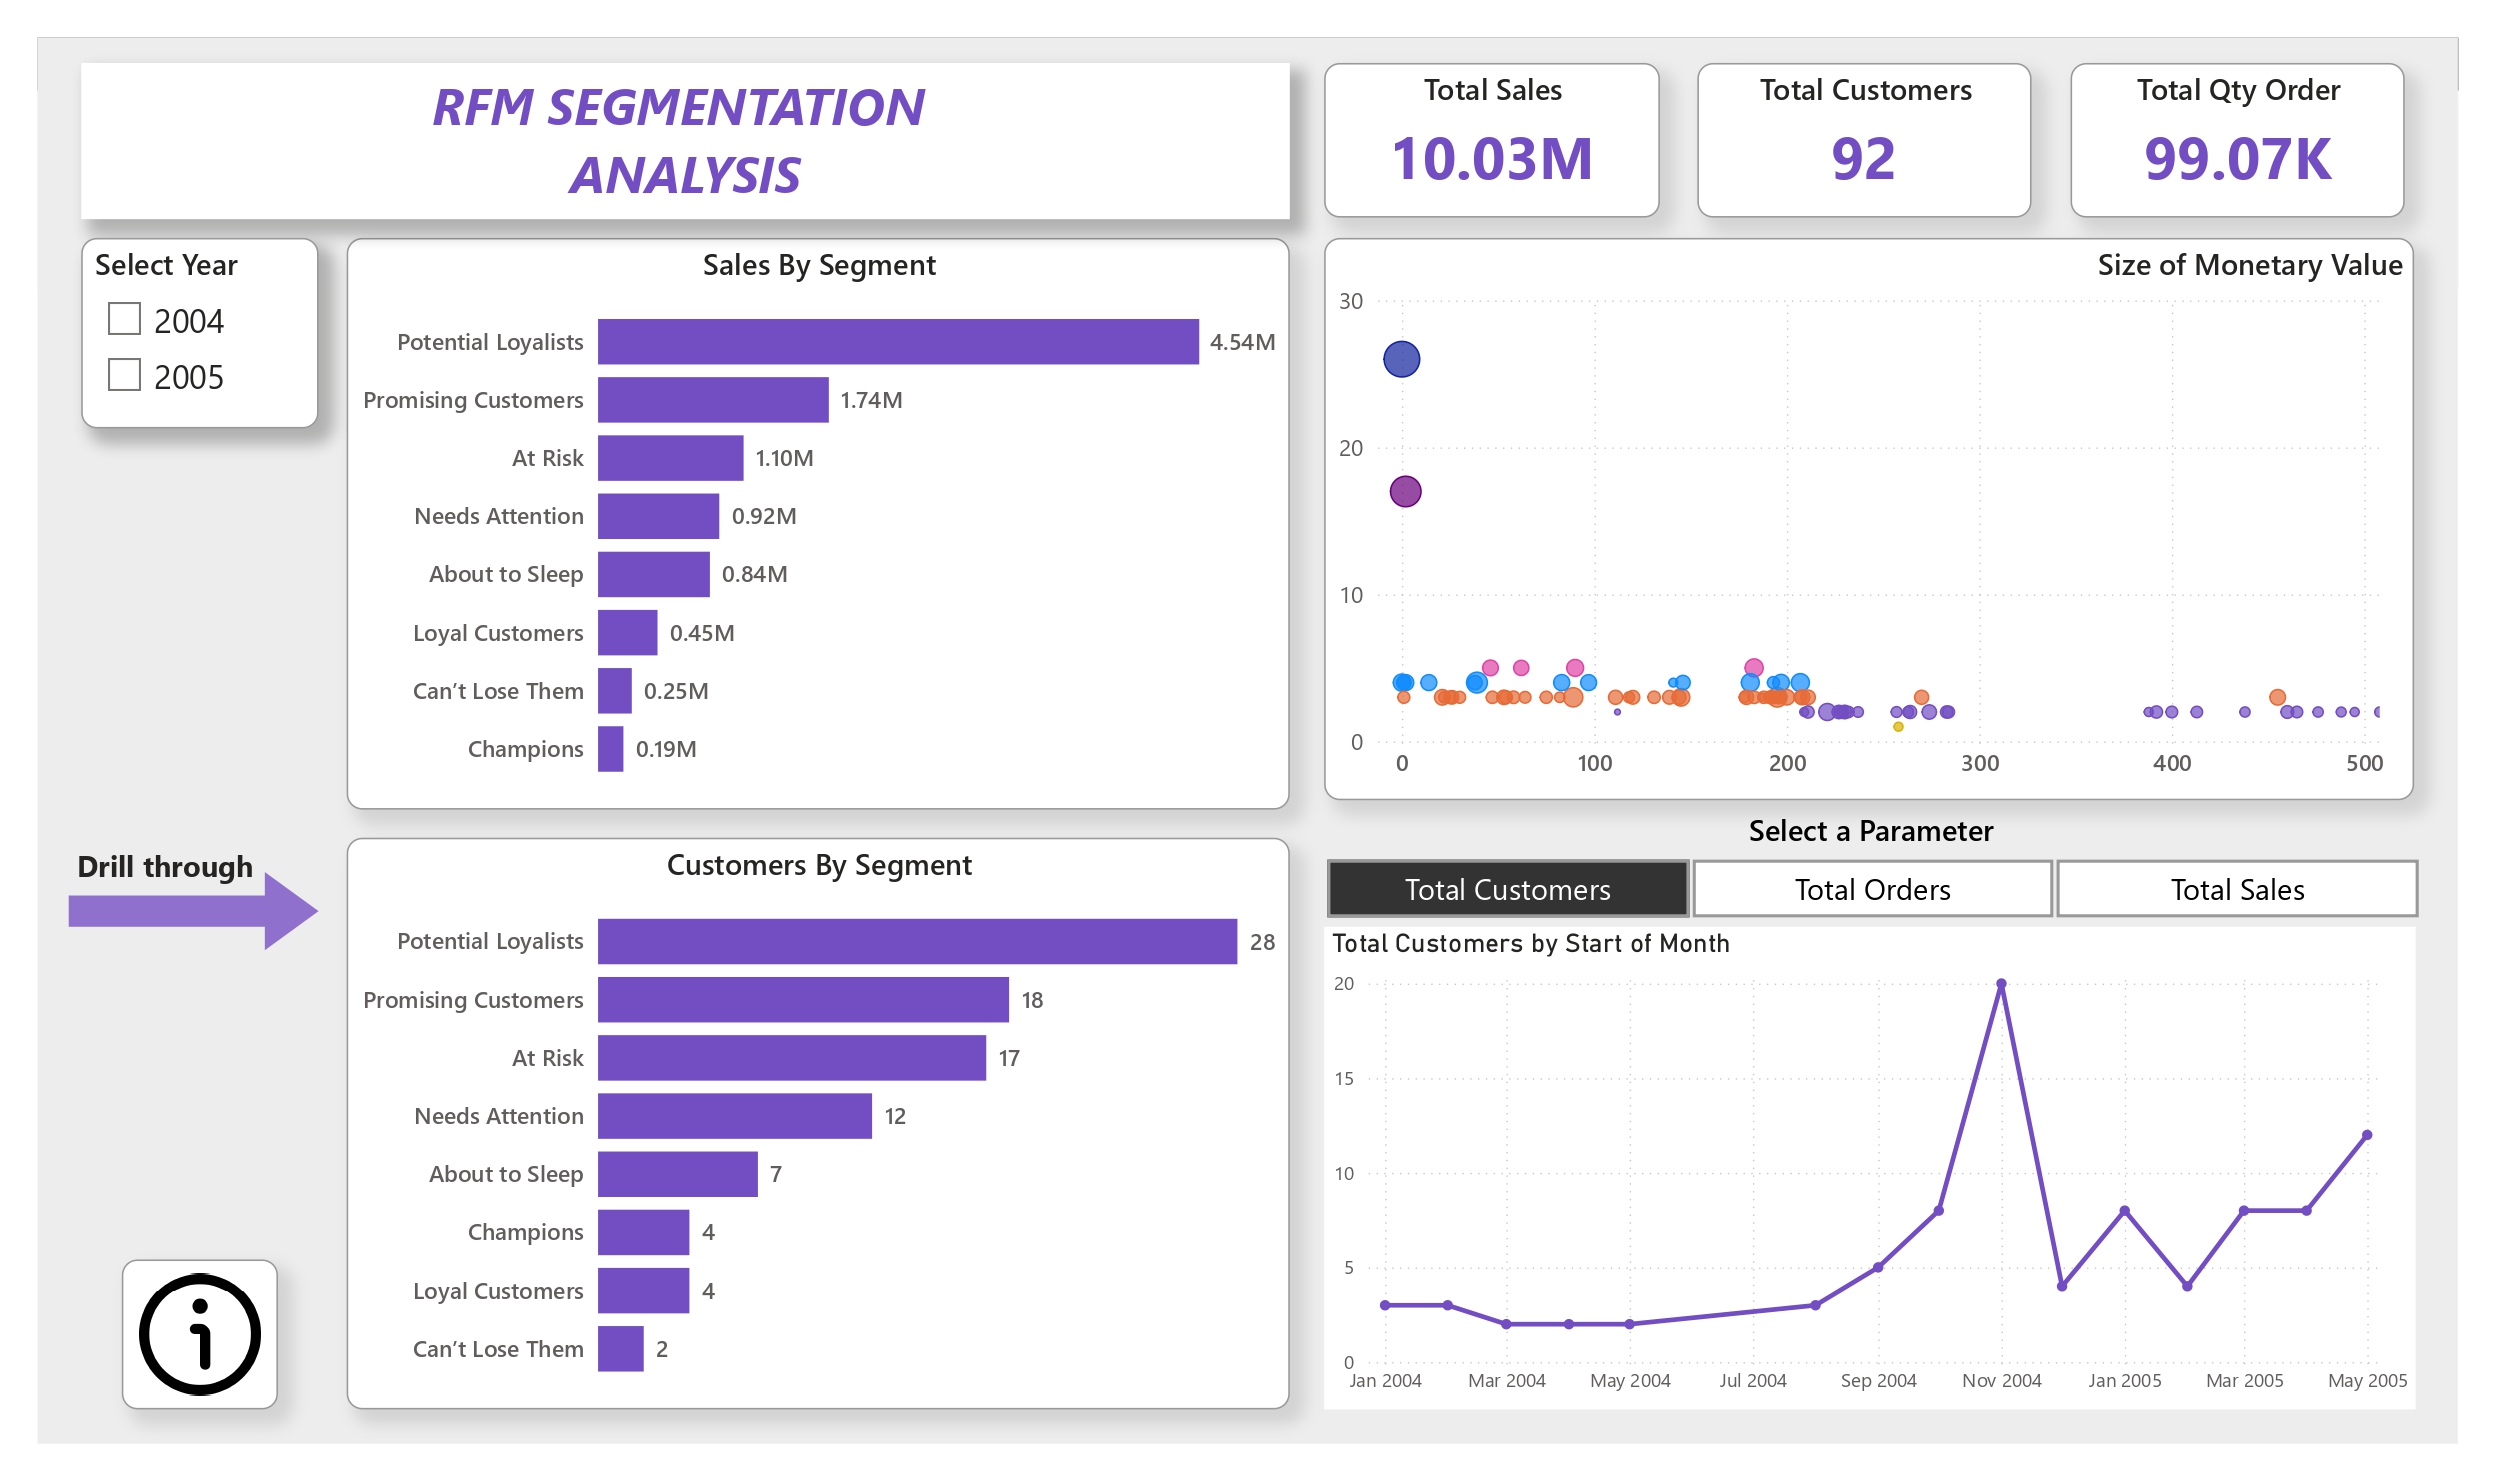 RFM SEGMENTATION
ANALYSIS
Total Sales
10.03M
Total Customers
92
Total Qty Order
99.07K
Select Year
2004
2005
Sales By Segment
Potential Loyalists 4.54M
Promising Customers 1.74M
At Risk 1.10M
Needs Attention 0.92M
About to Sleep 0.84M
Loyal Customers 0.45M
Can’t Lose Them 0.25M
Champions 0.19M
Size of Monetary Value
30
20
10
0
0 100 200 300 400 500
Drill through
Customers By Segment
Potential Loyalists 28
Promising Customers 18
At Risk 17
Needs Attention 12
About to Sleep 7
Champions 4
Loyal Customers 4
Can’t Lose Them 2
Select a Parameter
Total Customers Total Orders Total Sales
Total Customers by Start of Month
20
15
10
5
0
Jan 2004 Mar 2004 May 2004 Jul 2004 Sep 2004 Nov 2004 Jan 2005 Mar 2005 May 2005